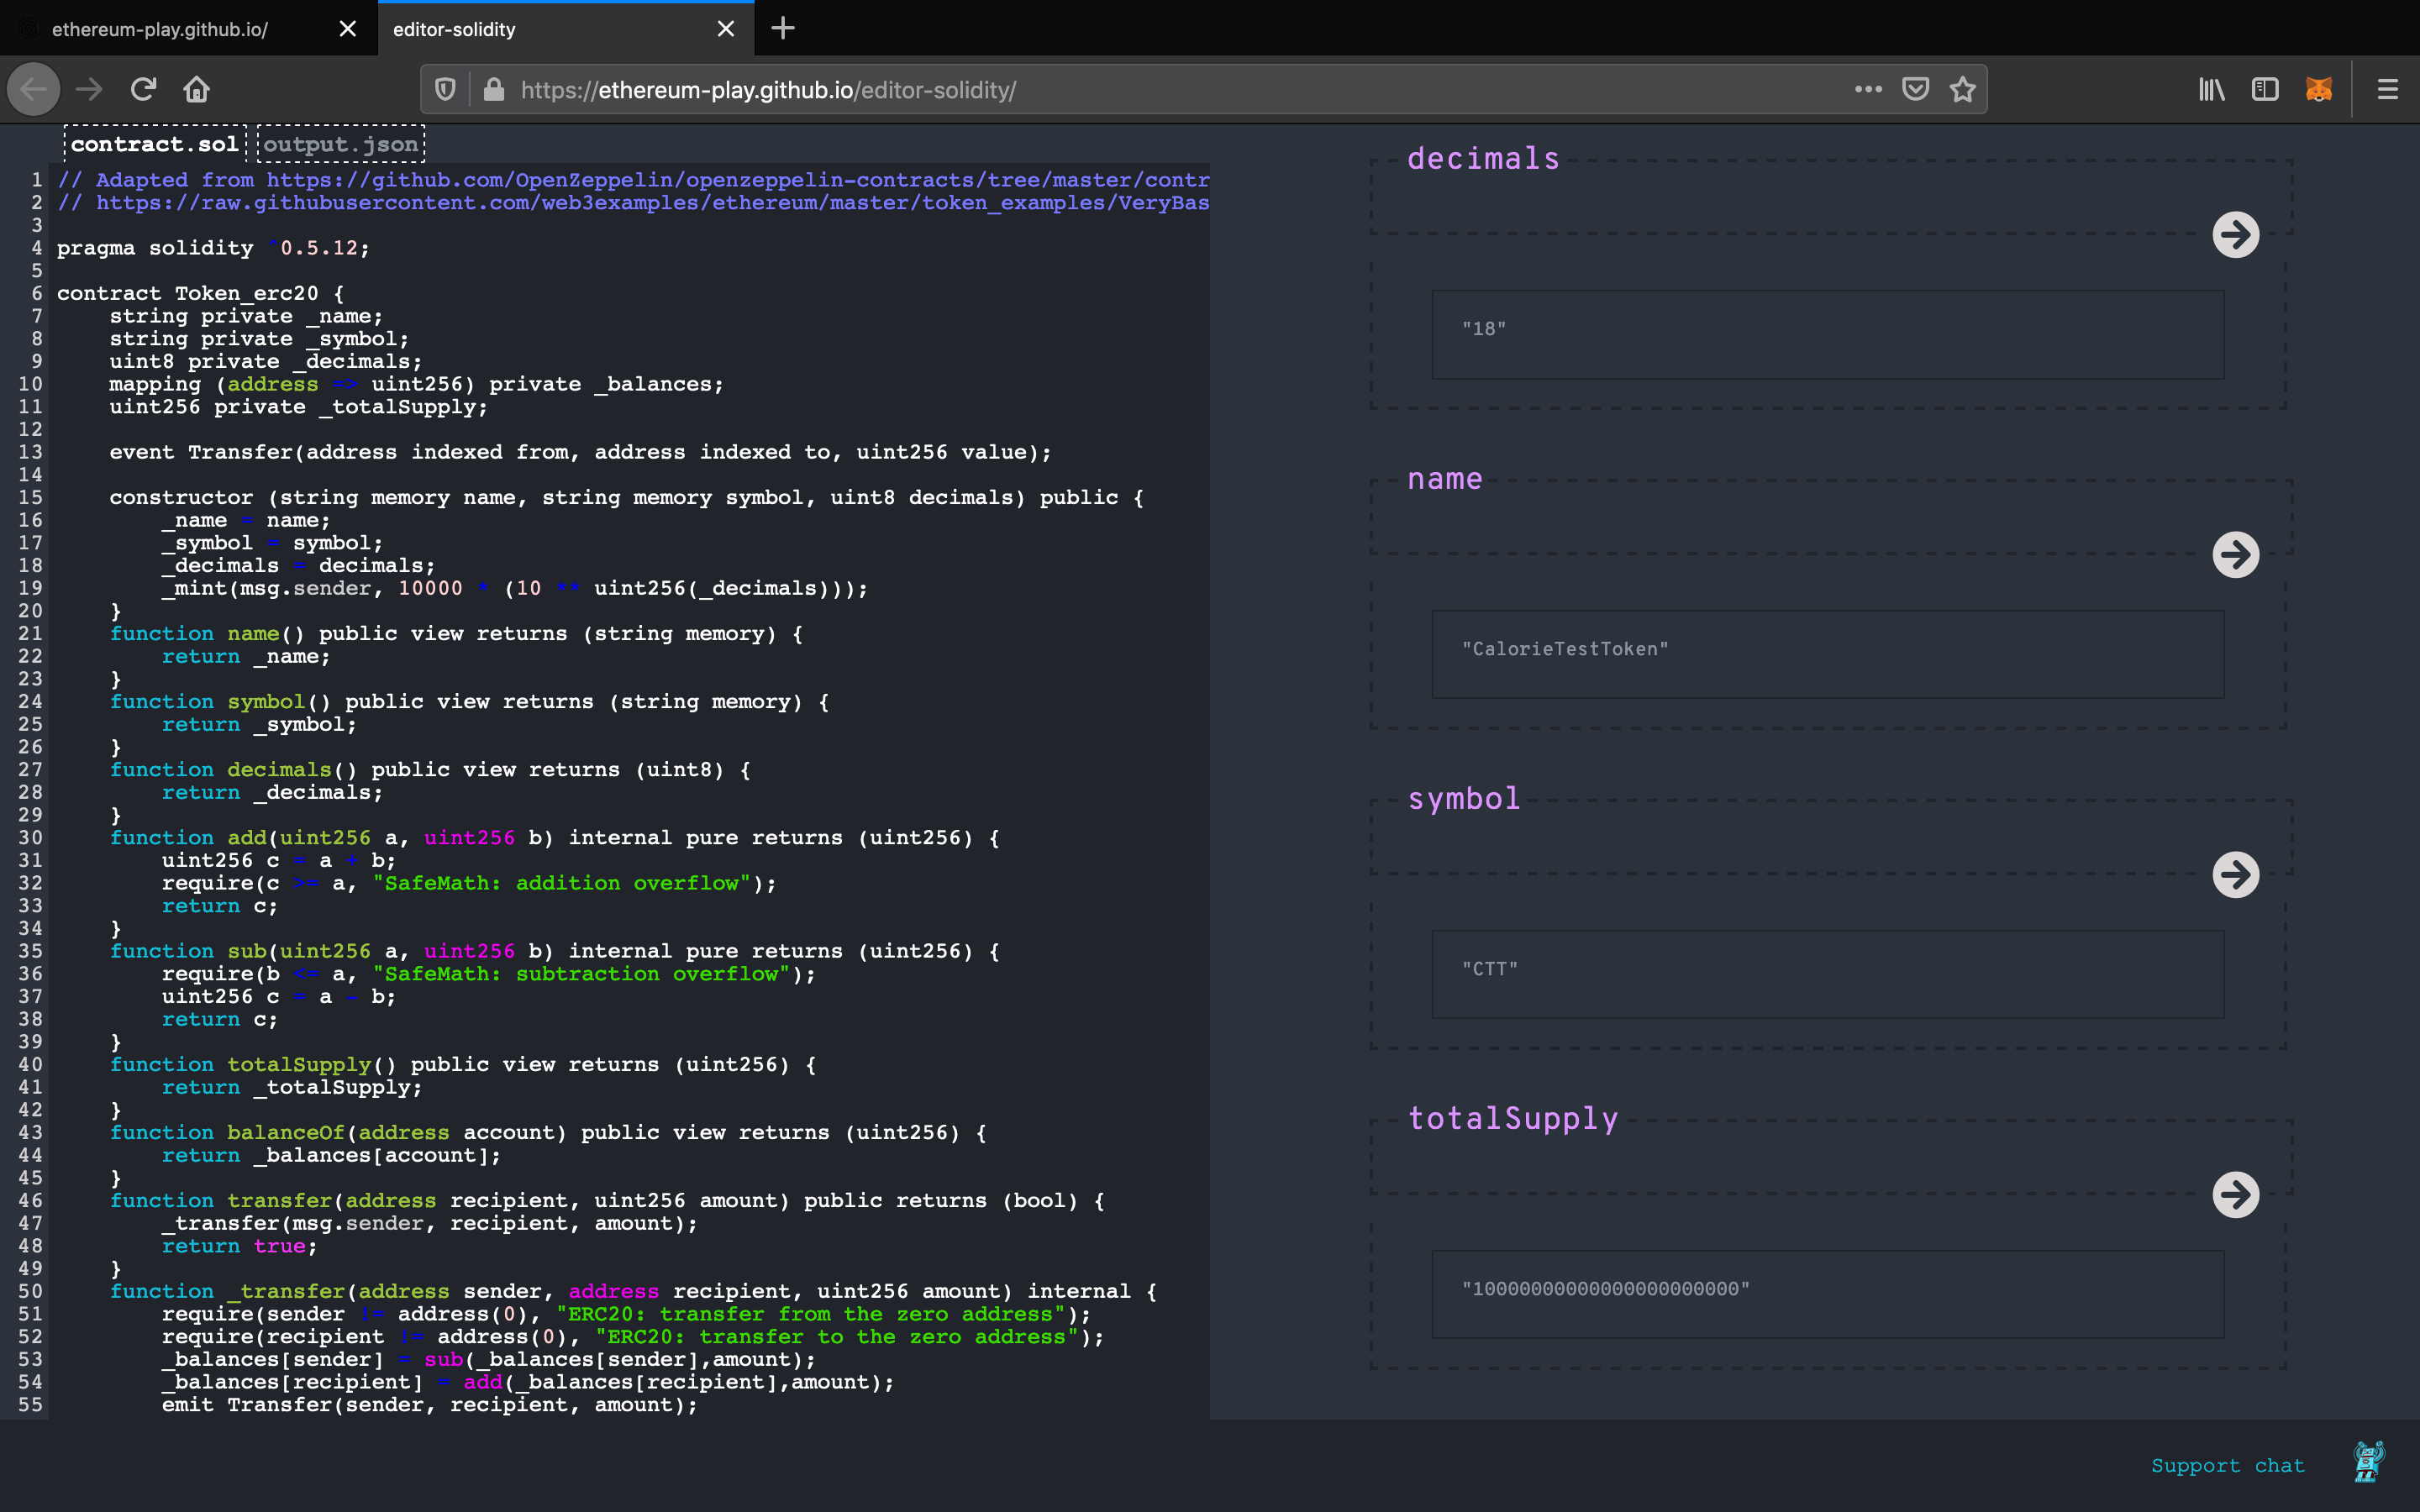 ethereum-play.github.io/
editor-solidity
https://ethereum-play.github.io/editor-solidity/
contract.sol
output.json
1 // Adapted from https://github.com/OpenZeppelin/openzeppelin-contracts/tree/master/contr
2 // https://raw.githubusercontent.com/web3examples/ethereum/master/token_examples/VeryBas
3
4 pragma solidity ^0.5.12;
5
6 contract Token_erc20 {
7     string private _name;
8     string private _symbol;
9     uint8 private _decimals;
10     mapping (address => uint256) private _balances;
11     uint256 private _totalSupply;
12
13     event Transfer(address indexed from, address indexed to, uint256 value);
14
15     constructor (string memory name, string memory symbol, uint8 decimals) public {
16         _name = name;
17         _symbol = symbol;
18         _decimals = decimals;
19         _mint(msg.sender, 10000 * (10 ** uint256(_decimals)));
20     }
21     function name() public view returns (string memory) {
22         return _name;
23     }
24     function symbol() public view returns (string memory) {
25         return _symbol;
26     }
27     function decimals() public view returns (uint8) {
28         return _decimals;
29     }
30     function add(uint256 a, uint256 b) internal pure returns (uint256) {
31         uint256 c = a + b;
32         require(c >= a, "SafeMath: addition overflow");
33         return c;
34     }
35     function sub(uint256 a, uint256 b) internal pure returns (uint256) {
36         require(b <= a, "SafeMath: subtraction overflow");
37         uint256 c = a - b;
38         return c;
39     }
40     function totalSupply() public view returns (uint256) {
41         return _totalSupply;
42     }
43     function balanceOf(address account) public view returns (uint256) {
44         return _balances[account];
45     }
46     function transfer(address recipient, uint256 amount) public returns (bool) {
47         _transfer(msg.sender, recipient, amount);
48         return true;
49     }
50     function _transfer(address sender, address recipient, uint256 amount) internal {
51         require(sender != address(0), "ERC20: transfer from the zero address");
52         require(recipient != address(0), "ERC20: transfer to the zero address");
53         _balances[sender] = sub(_balances[sender],amount);
54         _balances[recipient] = add(_balances[recipient],amount);
55         emit Transfer(sender, recipient, amount);
decimals
"18"
name
"CalorieTestToken"
symbol
"CTT"
totalSupply
"10000000000000000000000"
Support chat